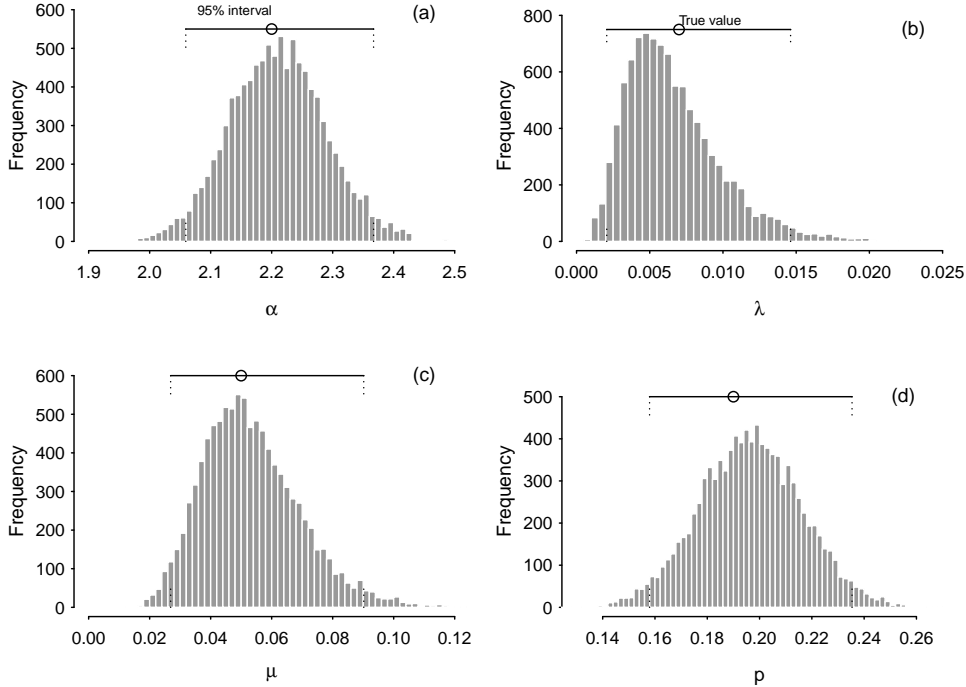 95% interval
(a)
600
500
400
300
200
100
0
Frequency
1.9 2.0 2.1 2.2 2.3 2.4 2.5
α
True value
(b)
800
600
400
200
0
Frequency
0.000 0.005 0.010 0.015 0.020 0.025
λ
(c)
600
500
400
300
200
100
0
Frequency
0.00 0.02 0.04 0.06 0.08 0.10 0.12
μ
(d)
500
400
300
200
100
0
Frequency
0.14 0.16 0.18 0.20 0.22 0.24 0.26
p